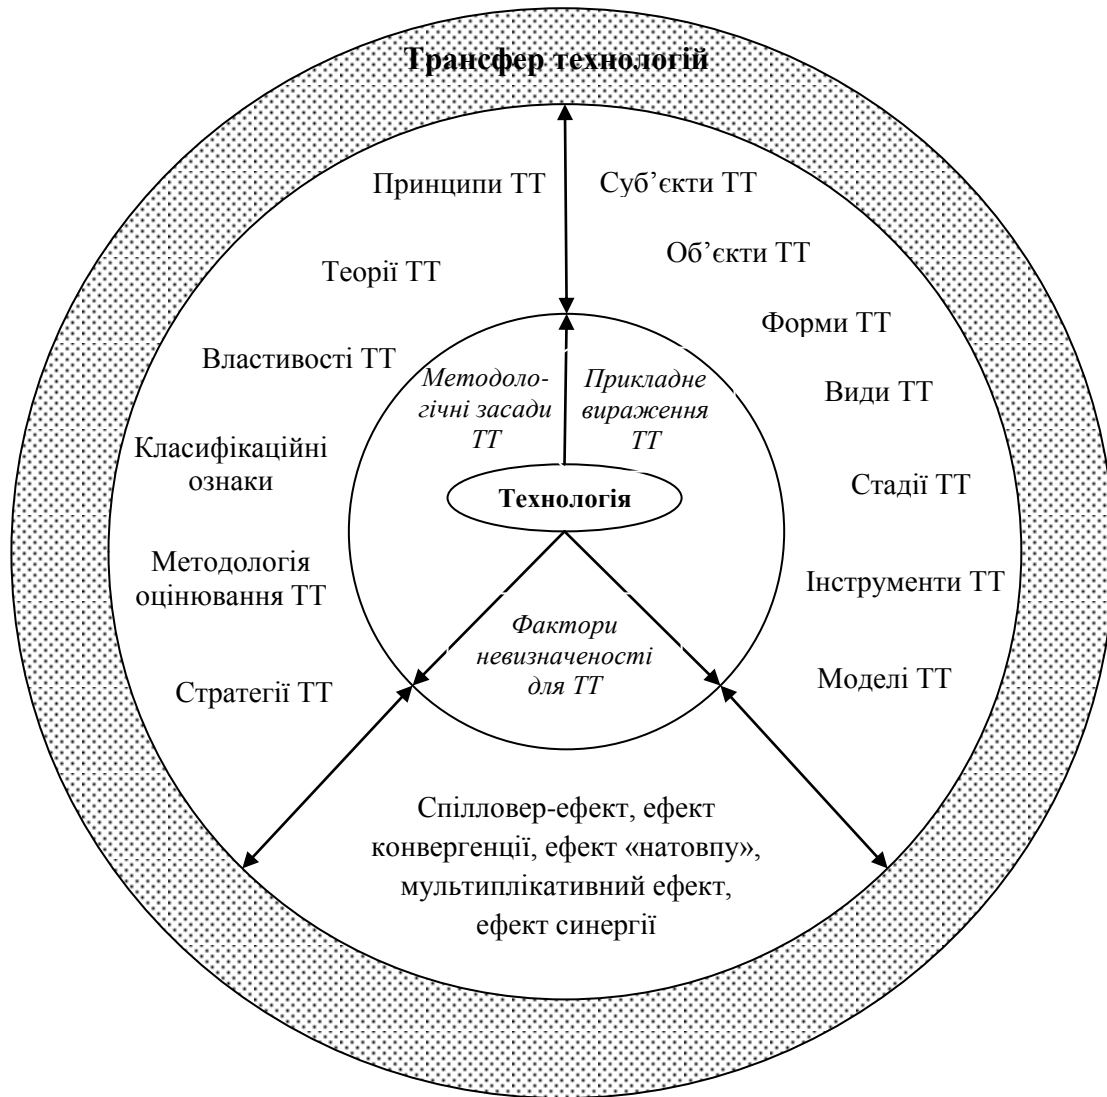 Трансфер технологій
Принципи ТТ
Теорії ТТ
Властивості ТТ
Класифікаційні
ознаки
Методологія
оцінювання ТТ
Стратегії ТТ
Суб’єкти ТТ
Об’єкти ТТ
Форми ТТ
Види ТТ
Стадії ТТ
Інструменти ТТ
Моделі ТТ
Методоло-
гічні засади
ТТ
Прикладне
вираження
ТТ
Технологія
Фактори
невизначеності
для ТТ
Спілловер-ефект, ефект
конвергенції, ефект «натовпу»,
мультиплікативний ефект,
ефект синергії